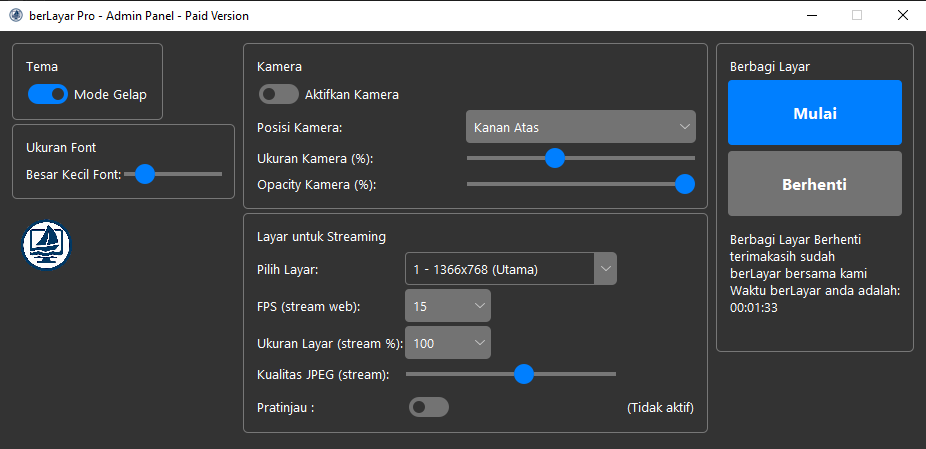 berLayar Pro - Admin Panel - Paid Version
Tema
Mode Gelap
Ukuran Font
Besar Kecil Font:
Kamera
Aktifkan Kamera
Posisi Kamera: Kanan Atas
Ukuran Kamera (%):
Opacity Kamera (%):
Layar untuk Streaming
Pilih Layar: 1 - 1366x768 (Utama)
FPS (stream web): 15
Ukuran Layar (stream %): 100
Kualitas JPEG (stream):
Pratinjau : (Tidak aktif)
Berbagi Layar
Mulai
Berhenti
Berbagi Layar Berhenti
terimakasih sudah
berLayar bersama kami
Waktu berLayar anda adalah:
00:01:33